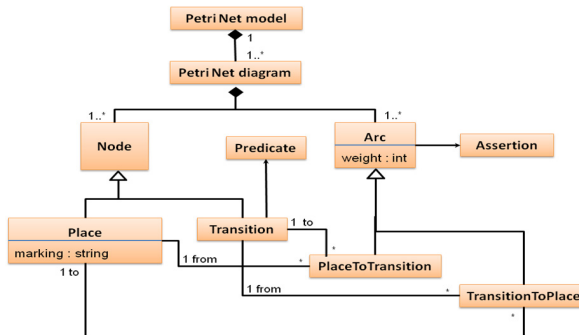 Petri Net model
1
1..*
Petri Net diagram
1..*
1..*
Node
Arc
weight : int
Predicate
Assertion
Place
marking : string
Transition
1 to
*
1 from
*
PlaceToTransition
1 to
1 from
*
TransitionToPlace
*